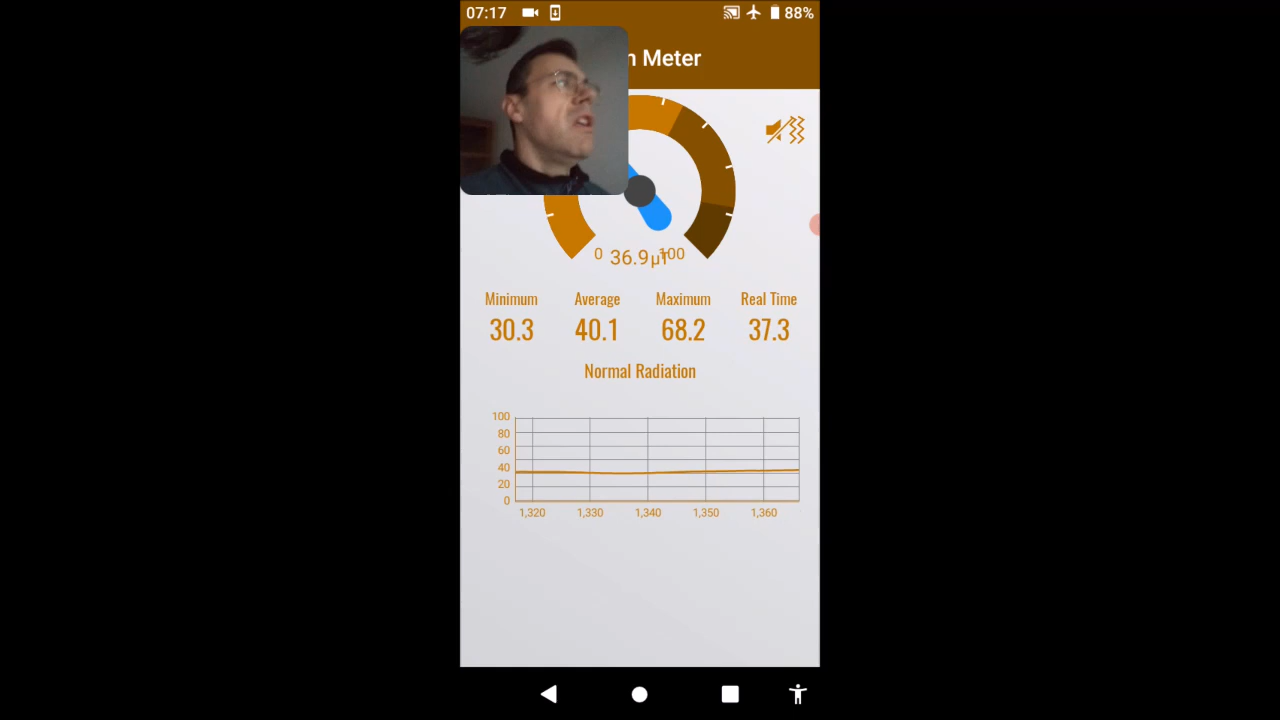 07:17 88%
n Meter
0 36.9μT 100
Minimum Average Maximum Real Time
30.3 40.1 68.2 37.3
Normal Radiation
100
80
60
40
20
0
1,320 1,330 1,340 1,350 1,360